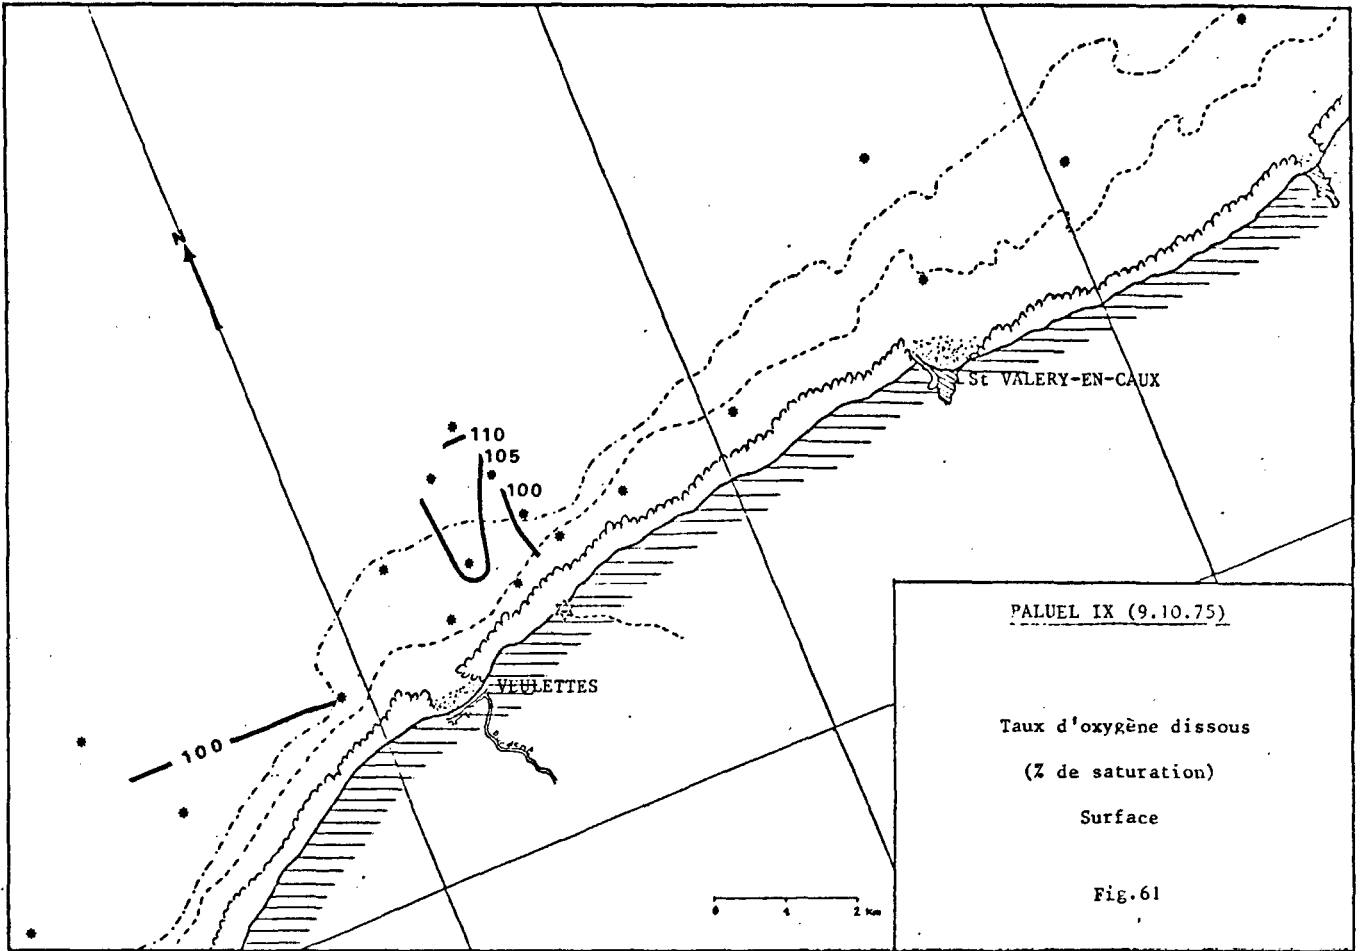 N
St VALERY-EN-CAUX
110
105
100
VEULETTES
100
PALUEL IX (9.10.75)
Taux d'oxygène dissous
(% de saturation)
Surface
Fig.61
0 1 2 Km